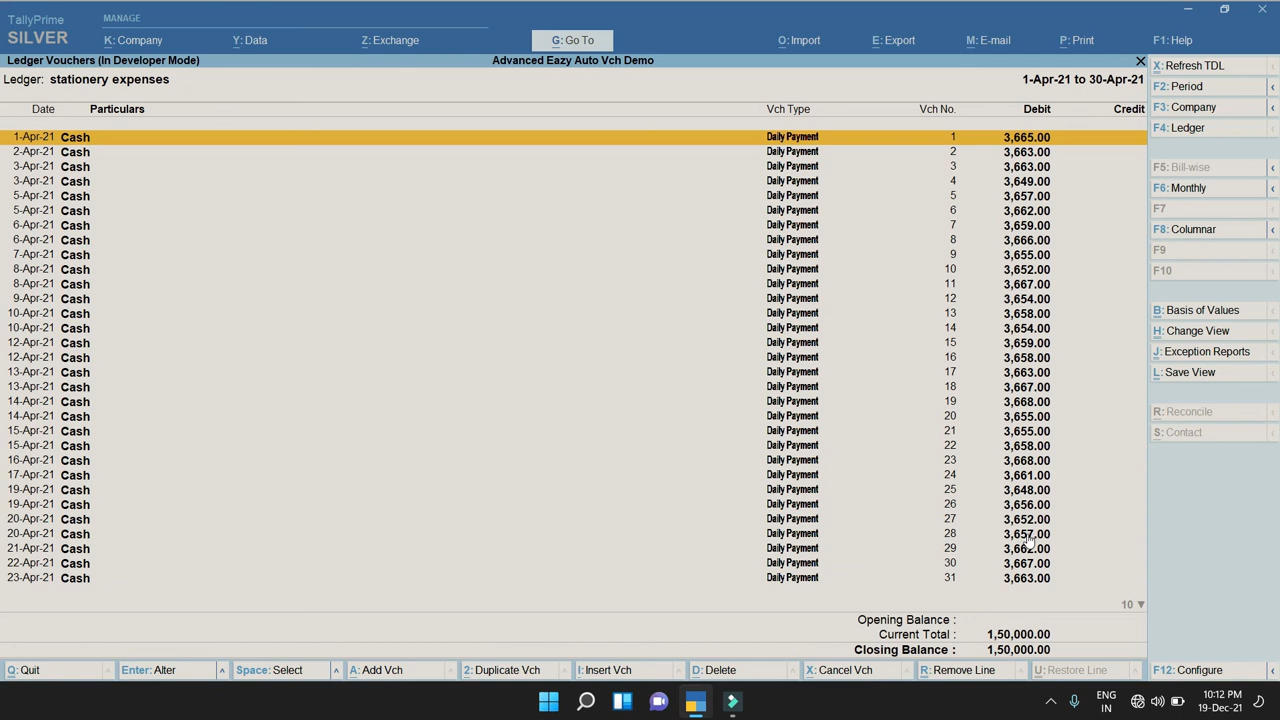 TallyPrime
SILVER
MANAGE
K: Company
Y: Data
Z: Exchange
G: Go To
O: Import
E: Export
M: E-mail
P: Print
F1: Help
Ledger Vouchers (In Developer Mode)
Advanced Eazy Auto Vch Demo
Ledger: stationery expenses
1-Apr-21 to 30-Apr-21
Date Particulars Vch Type Vch No. Debit Credit
1-Apr-21 Cash Daily Payment 1 3,665.00
2-Apr-21 Cash Daily Payment 2 3,663.00
3-Apr-21 Cash Daily Payment 3 3,663.00
3-Apr-21 Cash Daily Payment 4 3,649.00
5-Apr-21 Cash Daily Payment 5 3,657.00
5-Apr-21 Cash Daily Payment 6 3,662.00
6-Apr-21 Cash Daily Payment 7 3,659.00
6-Apr-21 Cash Daily Payment 8 3,666.00
7-Apr-21 Cash Daily Payment 9 3,655.00
8-Apr-21 Cash Daily Payment 10 3,652.00
8-Apr-21 Cash Daily Payment 11 3,667.00
9-Apr-21 Cash Daily Payment 12 3,654.00
10-Apr-21 Cash Daily Payment 13 3,658.00
10-Apr-21 Cash Daily Payment 14 3,654.00
12-Apr-21 Cash Daily Payment 15 3,659.00
12-Apr-21 Cash Daily Payment 16 3,658.00
13-Apr-21 Cash Daily Payment 17 3,663.00
13-Apr-21 Cash Daily Payment 18 3,667.00
14-Apr-21 Cash Daily Payment 19 3,668.00
14-Apr-21 Cash Daily Payment 20 3,655.00
15-Apr-21 Cash Daily Payment 21 3,655.00
15-Apr-21 Cash Daily Payment 22 3,658.00
16-Apr-21 Cash Daily Payment 23 3,668.00
17-Apr-21 Cash Daily Payment 24 3,661.00
19-Apr-21 Cash Daily Payment 25 3,648.00
19-Apr-21 Cash Daily Payment 26 3,656.00
20-Apr-21 Cash Daily Payment 27 3,652.00
20-Apr-21 Cash Daily Payment 28 3,657.00
21-Apr-21 Cash Daily Payment 29 3,662.00
22-Apr-21 Cash Daily Payment 30 3,667.00
23-Apr-21 Cash Daily Payment 31 3,663.00
10
Opening Balance :
Current Total : 1,50,000.00
Closing Balance : 1,50,000.00
X: Refresh TDL
F2: Period
F3: Company
F4: Ledger
F5: Bill-wise
F6: Monthly
F7
F8: Columnar
F9
F10
B: Basis of Values
H: Change View
J: Exception Reports
L: Save View
R: Reconcile
S: Contact
Q: Quit
Enter: Alter
Space: Select
A: Add Vch
2: Duplicate Vch
I: Insert Vch
D: Delete
X: Cancel Vch
R: Remove Line
U: Restore Line
F12: Configure
ENG
IN
10:12 PM
19-Dec-21